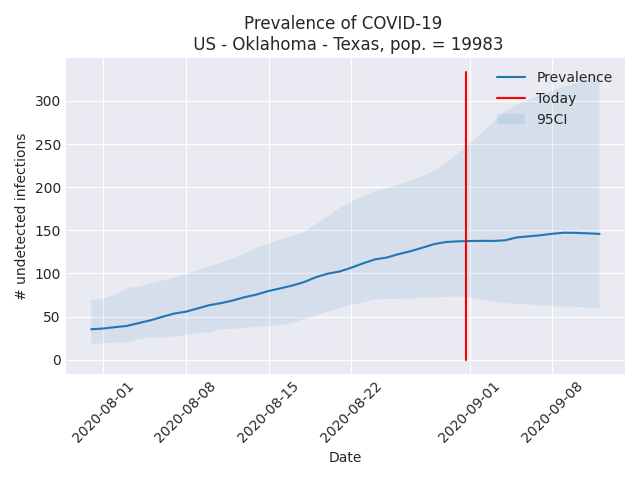 Prevalence of COVID-19
US - Oklahoma - Texas, pop. = 19983
Prevalence
Today
95CI
# undetected infections
300
250
200
150
100
50
0
2020-08-01
2020-08-08
2020-08-15
2020-08-22
2020-09-01
2020-09-08
Date